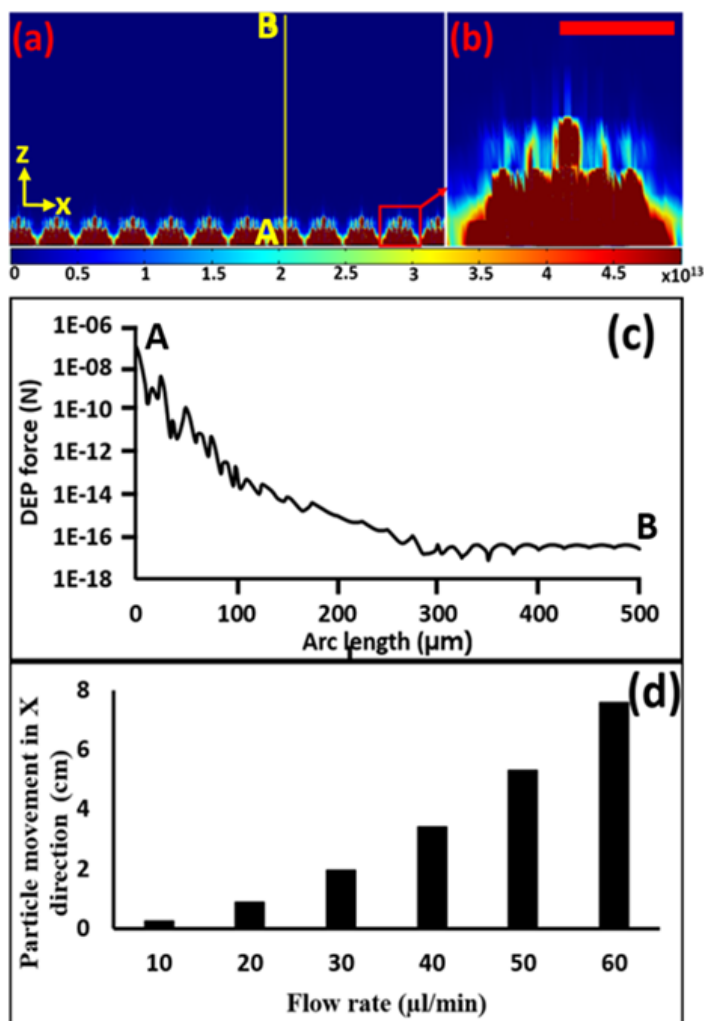 (a)
B
(b)
z
x
A
0 0.5 1 1.5 2 2.5 3 3.5 4 4.5 x10¹³
(c)
A
1E-06
1E-08
1E-10
1E-12
1E-14
1E-16
1E-18
DEP force (N)
B
0 100 200 300 400 500
Arc length (µm)
(d)
8
6
4
2
0
Particle movement in X
direction (cm)
10 20 30 40 50 60
Flow rate (µl/min)